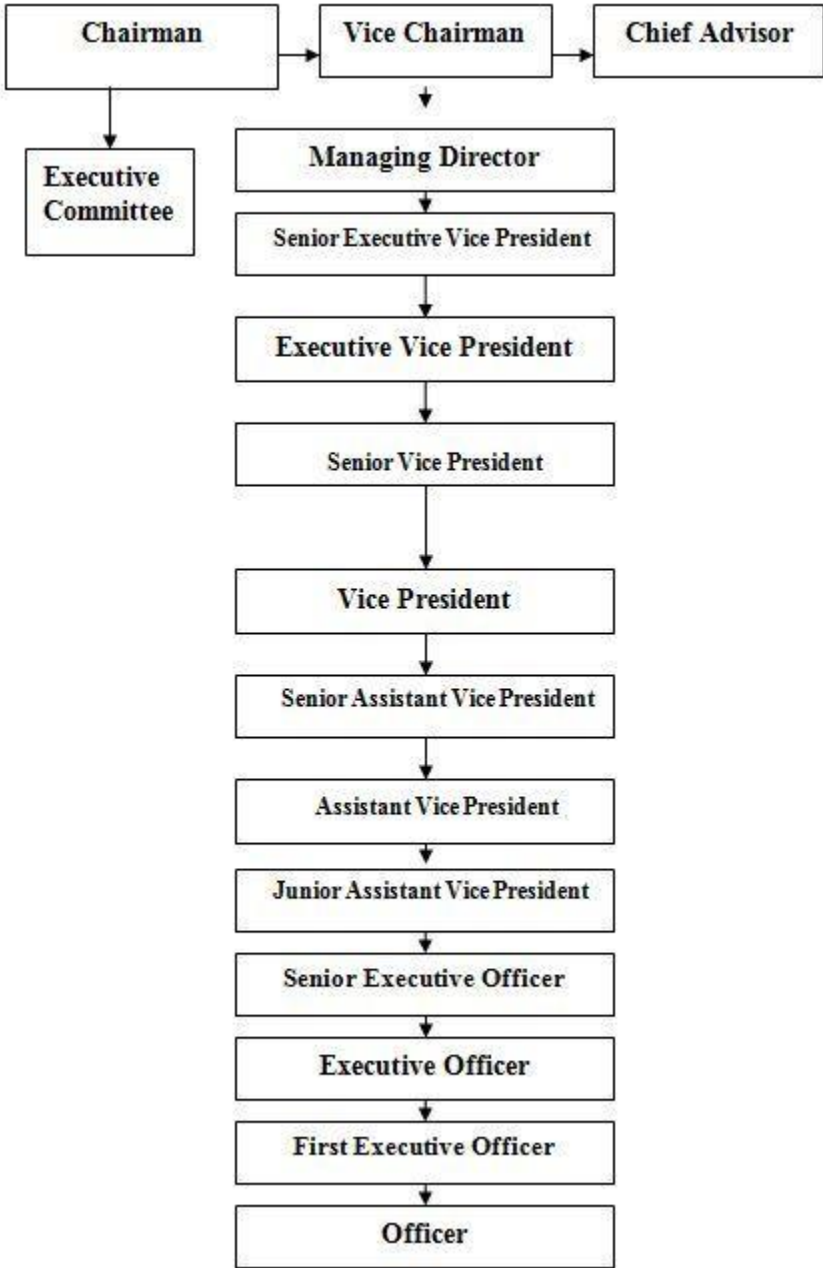 Chairman
Vice Chairman
Chief Advisor
Executive
Committee
Managing Director
Senior Executive Vice President
Executive Vice President
Senior Vice President
Vice President
Senior Assistant Vice President
Assistant Vice President
Junior Assistant Vice President
Senior Executive Officer
Executive Officer
First Executive Officer
Officer